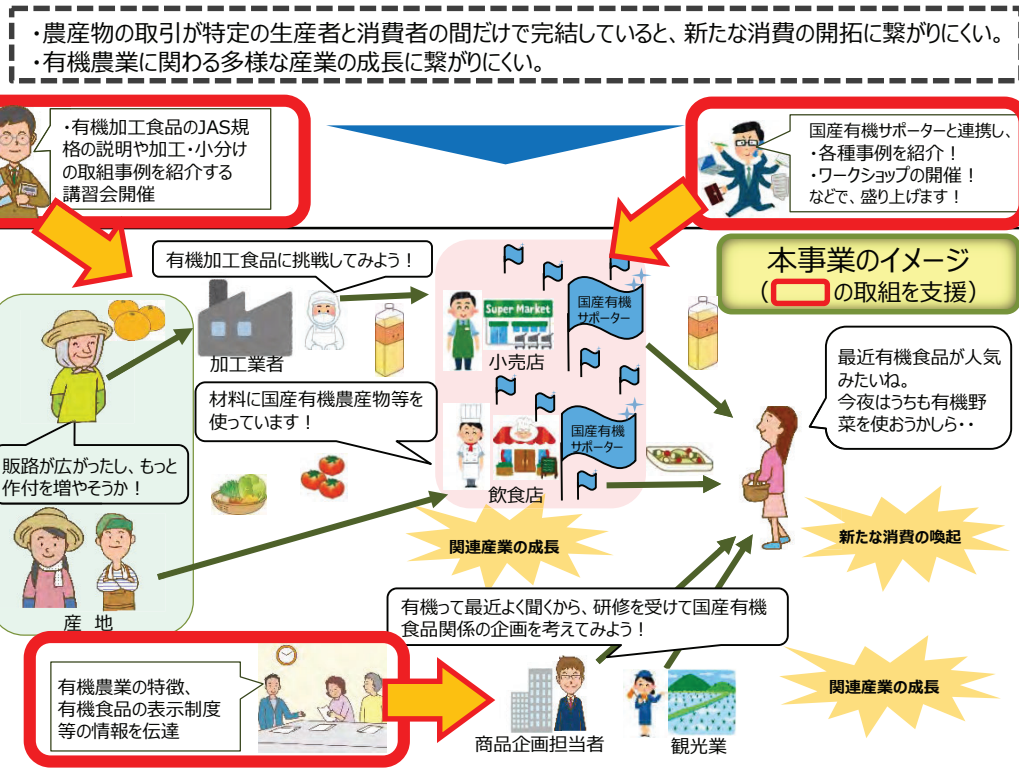 ・農産物の取引が特定の生産者と消費者の間だけで完結していると、新たな消費の開拓に繋がりにくい。
・有機農業に関わる多様な産業の成長に繋がりにくい。
・有機加工食品のJAS規
格の説明や加工・小分け
の取組事例を紹介する
講習会開催
国産有機サポーターと連携し、
・各種事例を紹介！
・ワークショップの開催！
などで、盛り上げます！
本事業のイメージ
（　　の取組を支援）
有機加工食品に挑戦してみよう！
加工業者
Super Market
小売店
国産有機
サポーター
最近有機食品が人気
みたいね。
今夜はうちも有機野
菜を使おうかしら・・
材料に国産有機農産物等を
使っています！
国産有機
サポーター
飲食店
販路が広がったし、もっと
作付を増やそうか！
産 地
関連産業の成長
新たな消費の喚起
有機って最近よく聞くから、研修を受けて国産有機
食品関係の企画を考えてみよう！
有機農業の特徴、
有機食品の表示制度
等の情報を伝達
商品企画担当者
観光業
関連産業の成長